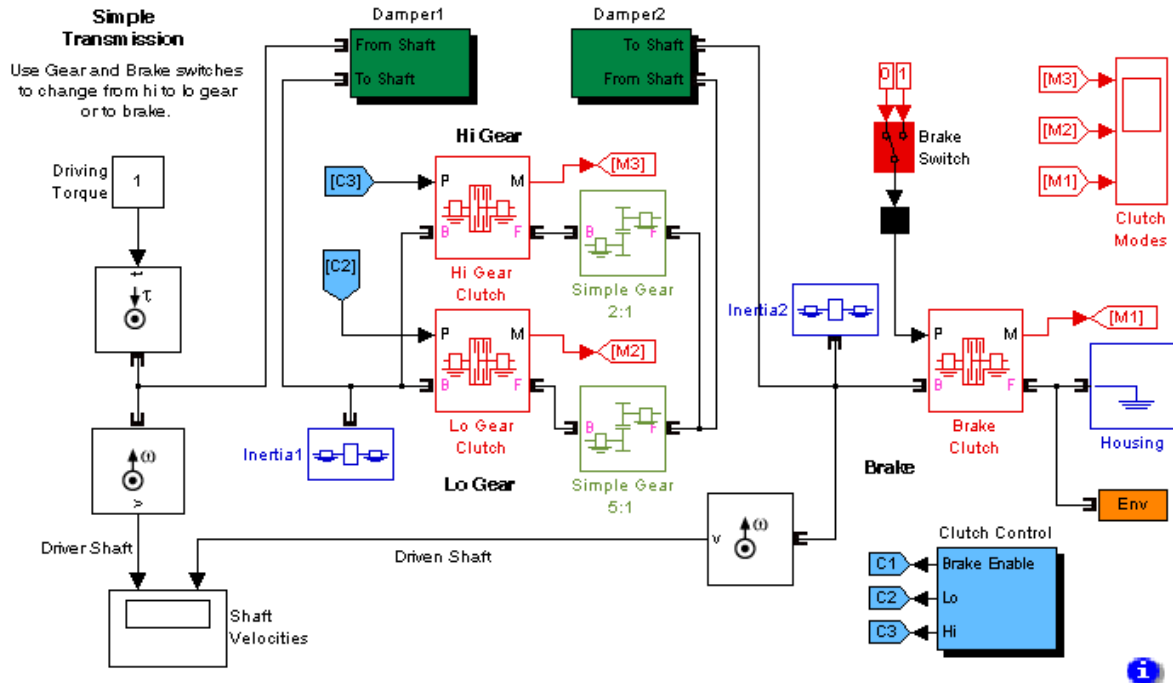 Simple
Transmission
Use Gear and Brake switches
to change from hi to lo gear
or to brake.
Damper1
From Shaft
To Shaft
Damper2
To Shaft
From Shaft
0 1
Brake
Switch
[M3]
[M2]
[M1]
Clutch
Modes
Driving
Torque
1
t
τ
Hi Gear
[C3]
P
M
B
F
[M3]
Hi Gear
Clutch
B
F
Simple Gear
2:1
[C2]
P
M
B
F
[M2]
Lo Gear
Clutch
Lo Gear
B
F
Simple Gear
5:1
Inertia1
Inertia2
P
M
B
F
[M1]
Brake
Clutch
Brake
Housing
Env
ω
v
Driver Shaft
ω
v
Driven Shaft
Shaft
Velocities
Clutch Control
C1
Brake Enable
C2
Lo
C3
Hi
i